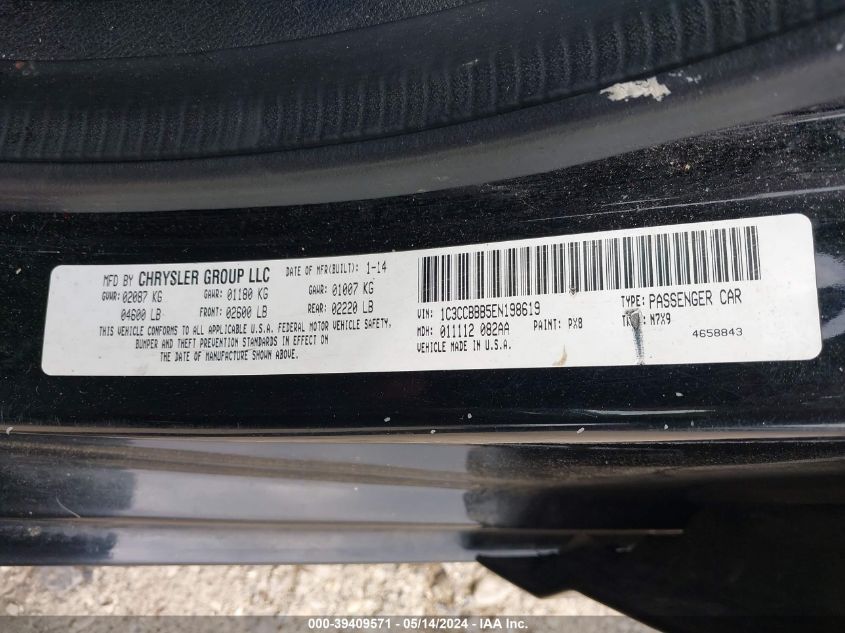 MFD BY CHRYSLER GROUP LLC DATE OF MFR(BUILT): 1-14
GVWR: 02087 KG GAWR: 01180 KG GAWR: 01007 KG
04600 LB FRONT: 02600 LB REAR: 02220 LB
THIS VEHICLE CONFORMS TO ALL APPLICABLE U.S.A. FEDERAL MOTOR VEHICLE SAFETY,
BUMPER AND THEFT PREVENTION STANDARDS IN EFFECT ON
THE DATE OF MANUFACTURE SHOWN ABOVE.
VIN: 1C3CCBBB5EN198619 TYPE: PASSENGER CAR
MDH: 011112 082AA PAINT: PX8 N7X9
VEHICLE MADE IN U.S.A. 4658843
000-39409571 - 05/14/2024 - IAA Inc.